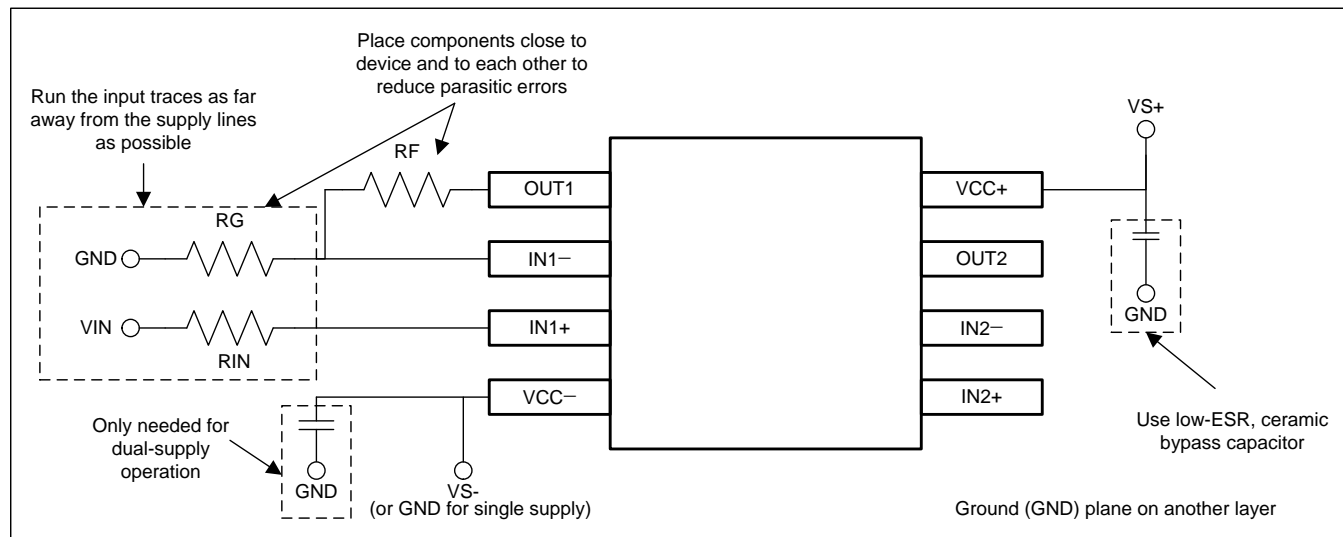 Place components close to
device and to each other to
reduce parasitic errors
Run the input traces as far
away from the supply lines
as possible
VS+
RF
OUT1
VCC+
RG
GND
IN1−
OUT2
GND
VIN
IN1+
IN2−
RIN
VCC−
IN2+
Only needed for
dual-supply
operation
Use low-ESR, ceramic
bypass capacitor
GND
VS-
(or GND for single supply)
Ground (GND) plane on another layer